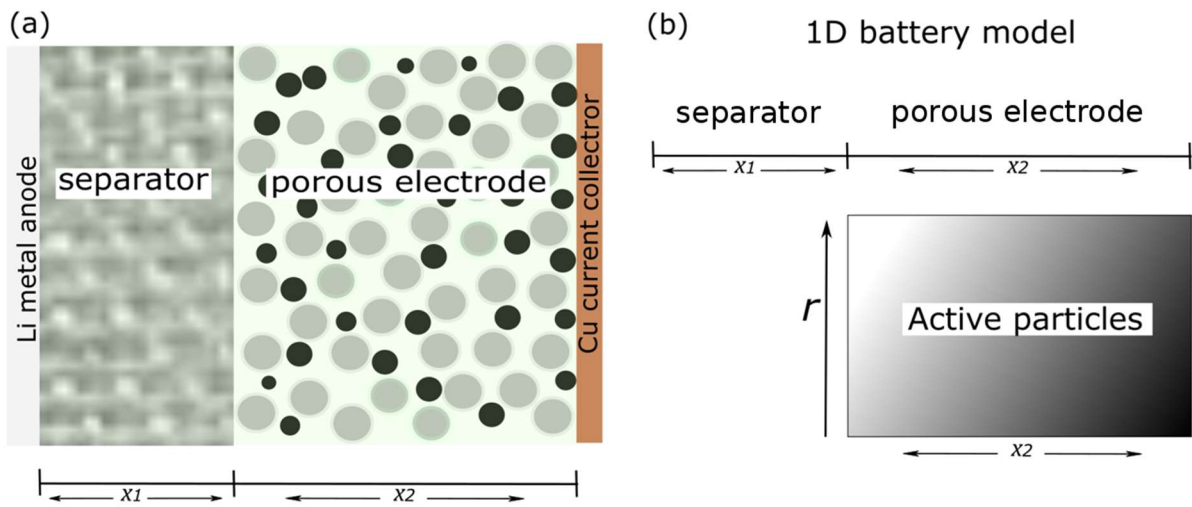 (a)
Li metal anode
separator
porous electrode
Cu current collectror
X1
X2
(b)
1D battery model
separator
porous electrode
X1
X2
r
Active particles
X2